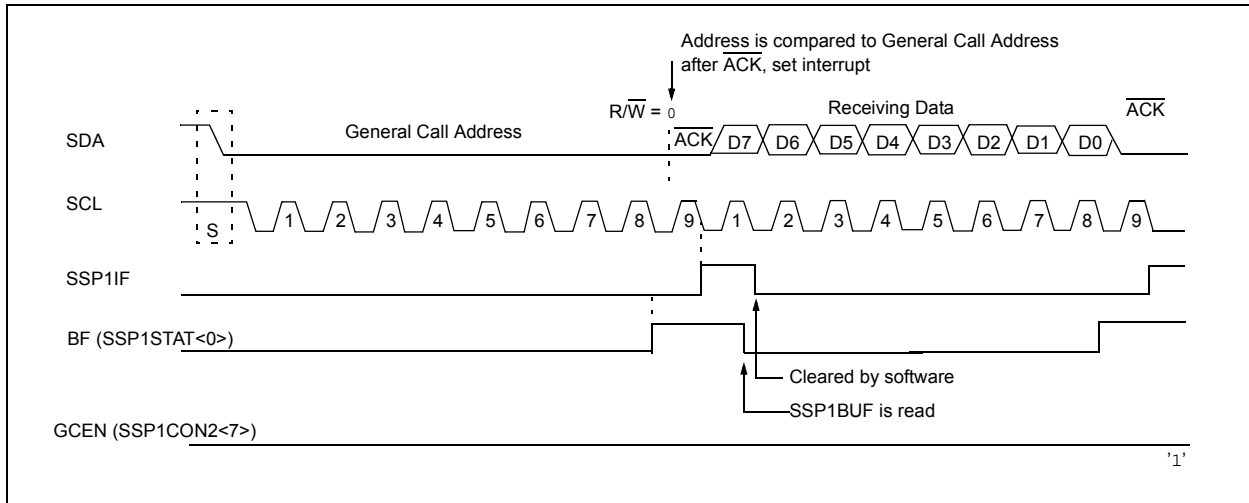 Address is compared to General Call Address
after ACK, set interrupt
R/W = 0
Receiving Data
ACK
General Call Address
SDA
ACK D7 D6 D5 D4 D3 D2 D1 D0
SCL
S
1 2 3 4 5 6 7 8 9 1 2 3 4 5 6 7 8 9
SSP1IF
BF (SSP1STAT<0>)
Cleared by software
SSP1BUF is read
GCEN (SSP1CON2<7>)
'1'